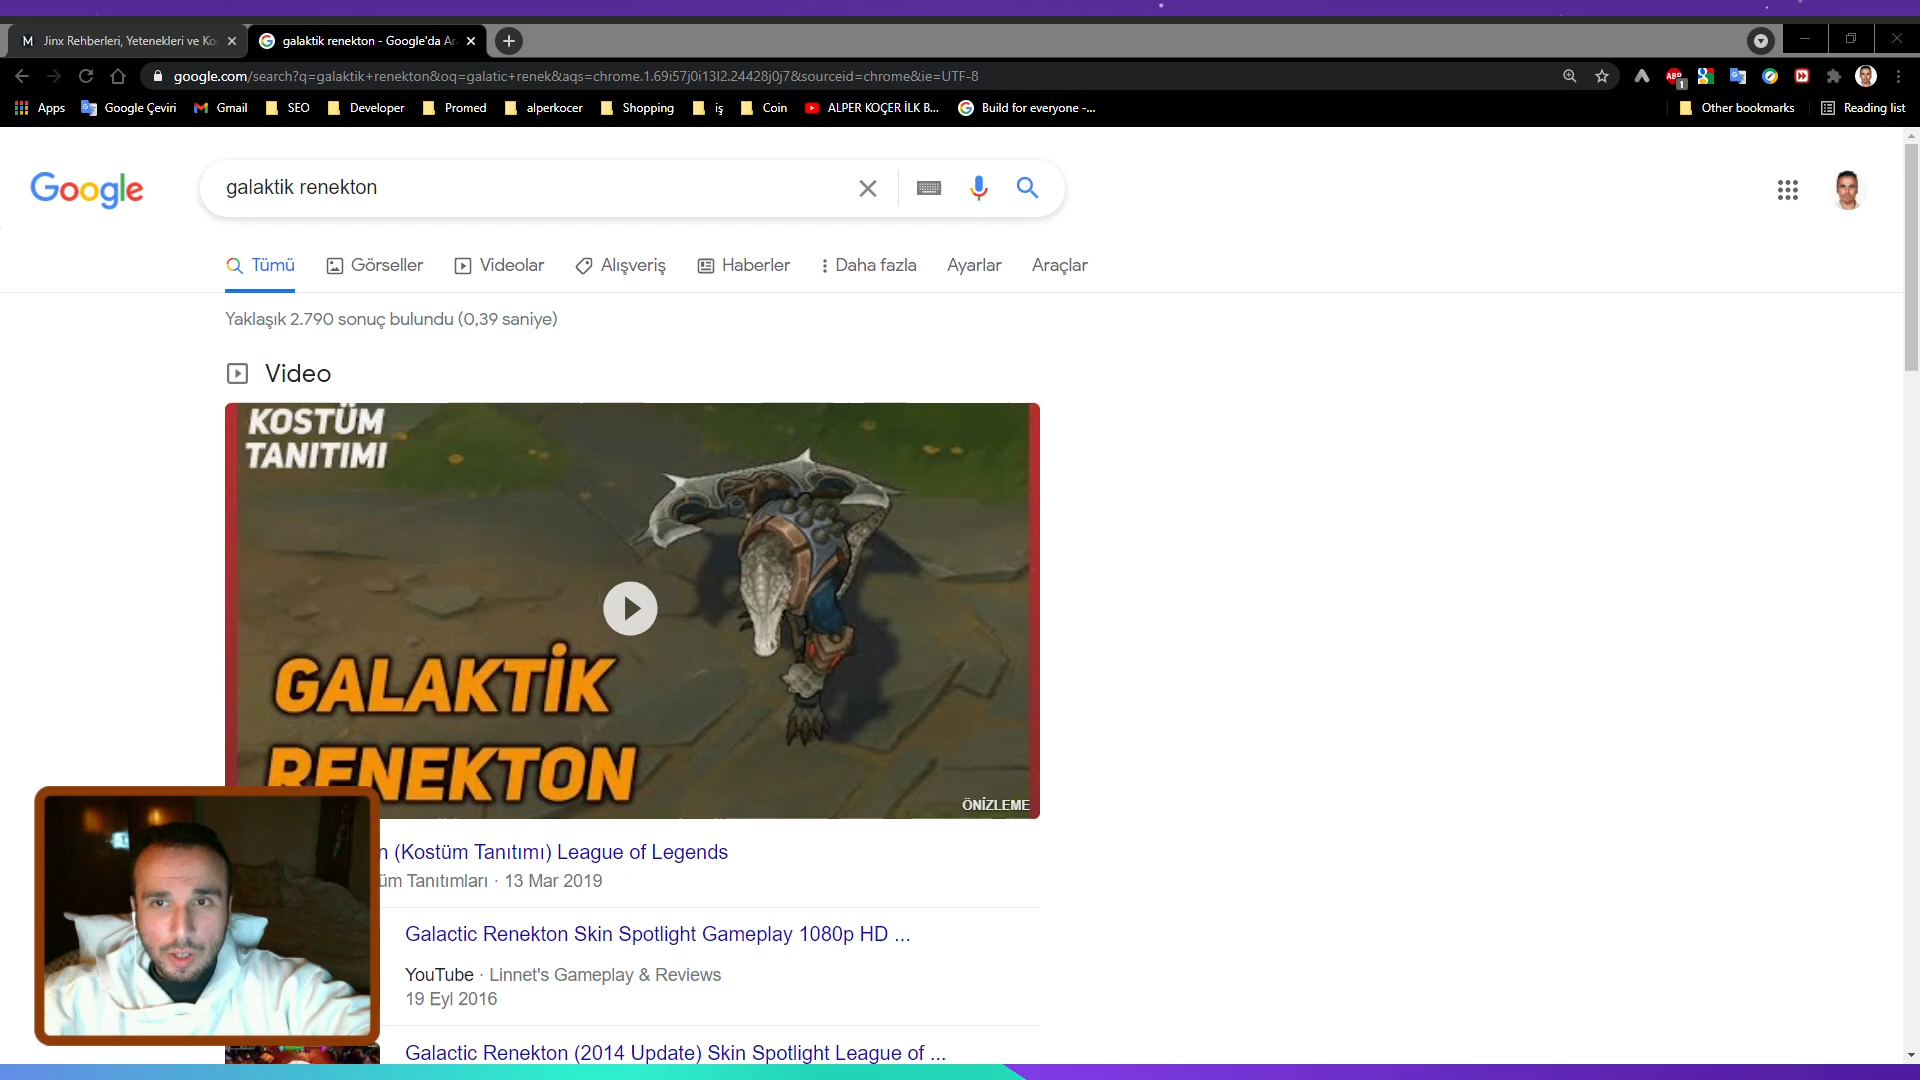 Jinx Rehberleri, Yetenekleri ve Ko
galaktik renekton - Google'da Ar
google.com/search?q=galaktik+renekton&oq=galatic+renek&aqs=chrome.1.69i57j0i13l2.24428j0j7&sourceid=chrome&ie=UTF-8
Apps
Google Çeviri
Gmail
SEO
Developer
Promed
alperkocer
Shopping
iş
Coin
ALPER KOÇER İLK B...
Build for everyone -...
Other bookmarks
Reading list
Google
galaktik renekton
Tümü
Görseller
Videolar
Alışveriş
Haberler
Daha fazla
Ayarlar
Araçlar
Yaklaşık 2.790 sonuç bulundu (0,39 saniye)
Video
KOSTÜM
TANITIMI
GALAKTİK
RENEKTON
ÖNİZLEME
n (Kostüm Tanıtımı) League of Legends
üm Tanıtımları · 13 Mar 2019
Galactic Renekton Skin Spotlight Gameplay 1080p HD ...
YouTube · Linnet's Gameplay & Reviews
19 Eyl 2016
Galactic Renekton (2014 Update) Skin Spotlight League of ...